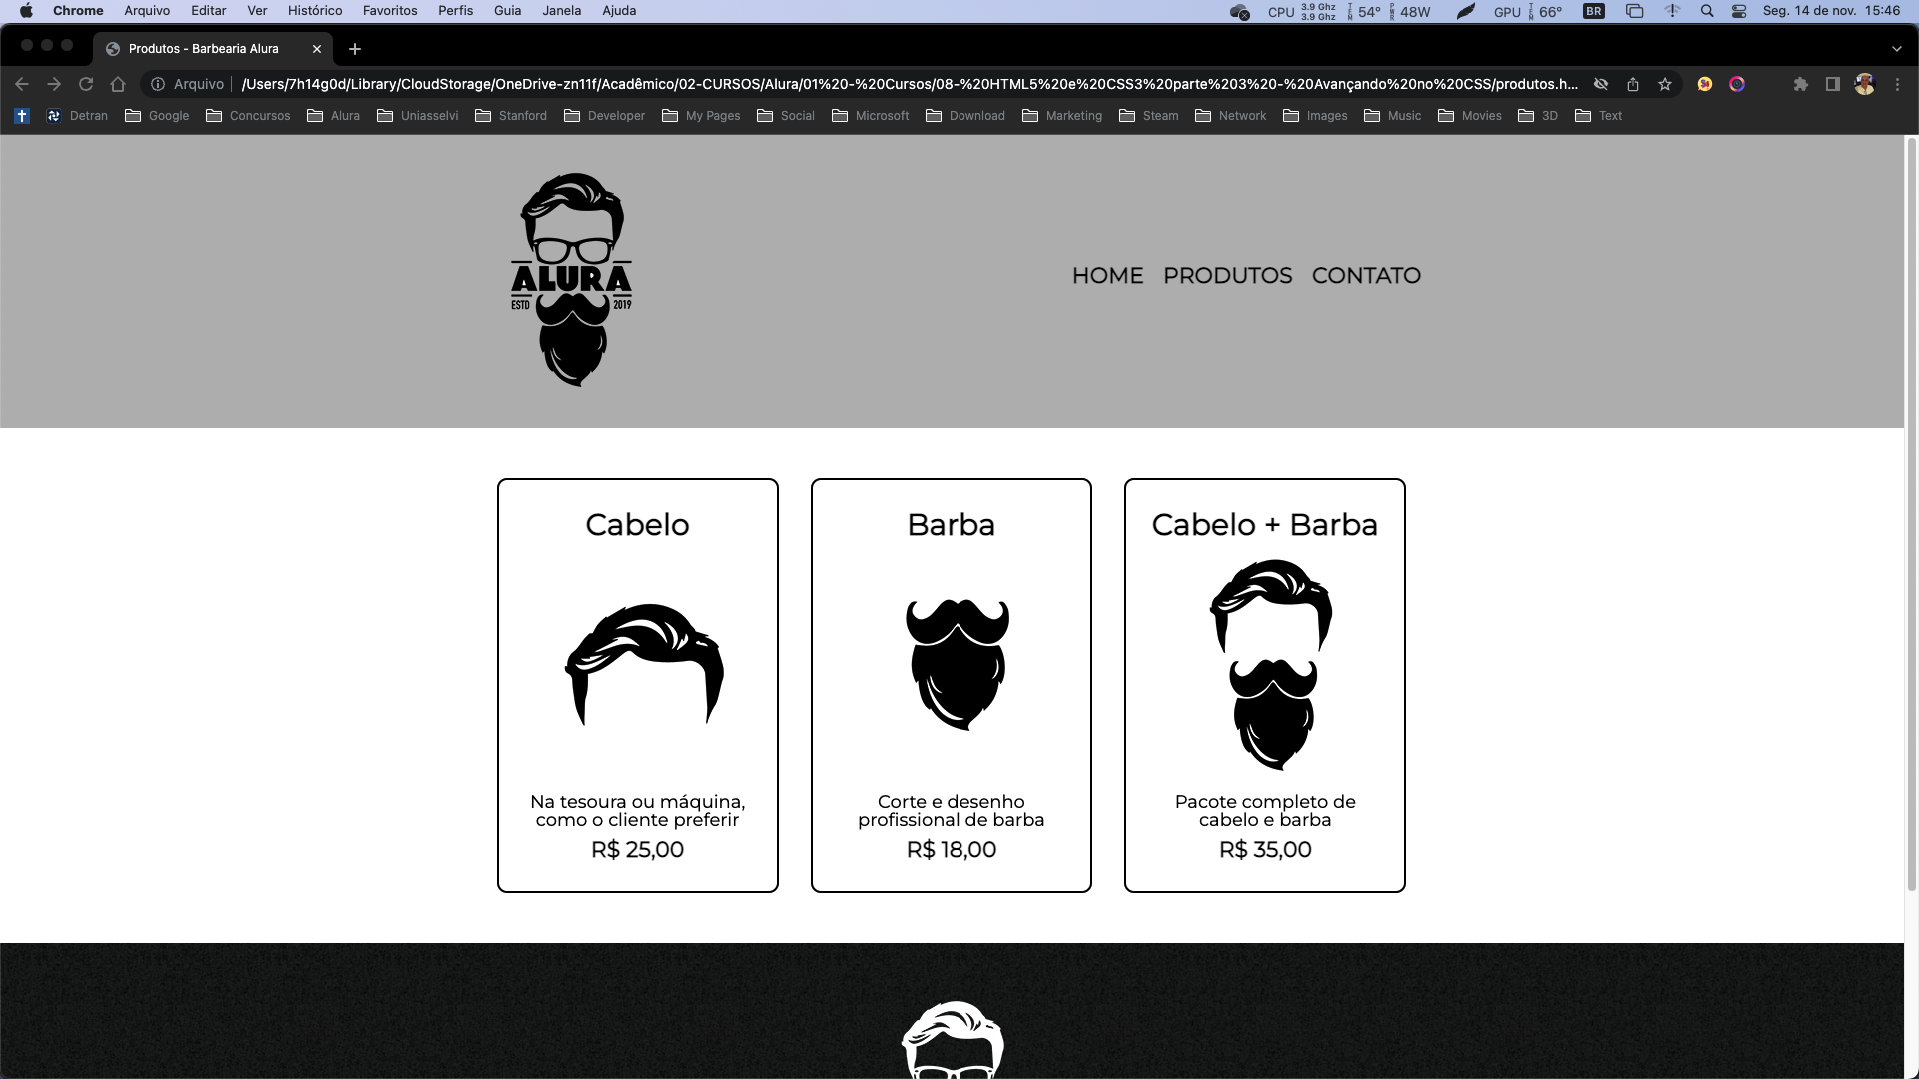 Chrome Arquivo Editar Ver Histórico Favoritos Perfis Guia Janela Ajuda CPU 3.9 Ghz 3.9 Ghz TEM 54° PWR 48W GPU TEM 66° BR Seg. 14 de nov. 15:46
Produtos - Barbearia Alura
Arquivo /Users/7h14g0d/Library/CloudStorage/OneDrive-zn11f/Acadêmico/02-CURSOS/Alura/01%20-%20Cursos/08-%20HTML5%20e%20CSS3%20parte%203%20-%20Avançando%20no%20CSS/produtos.h...
Detran Google Concursos Alura Uniasselvi Stanford Developer My Pages Social Microsoft Download Marketing Steam Network Images Music Movies 3D Text
ALURA
ESTD 2019
HOME PRODUTOS CONTATO
Cabelo
Na tesoura ou máquina,
como o cliente preferir
R$ 25,00
Barba
Corte e desenho
profissional de barba
R$ 18,00
Cabelo + Barba
Pacote completo de
cabelo e barba
R$ 35,00